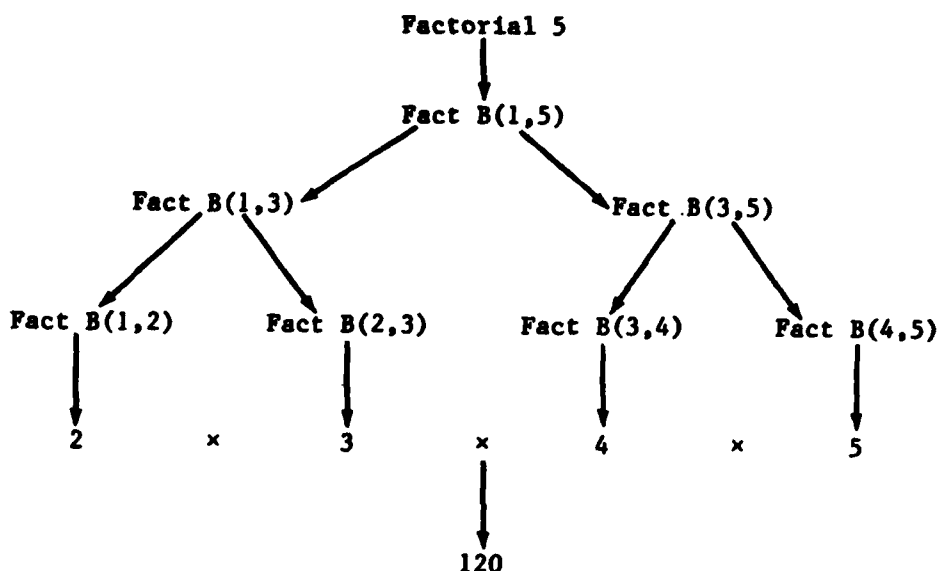 Factorial 5
Fact B(1,5)
Fact B(1,3) Fact B(3,5)
Fact B(1,2) Fact B(2,3) Fact B(3,4) Fact B(4,5)
2 × 3 × 4 × 5
120